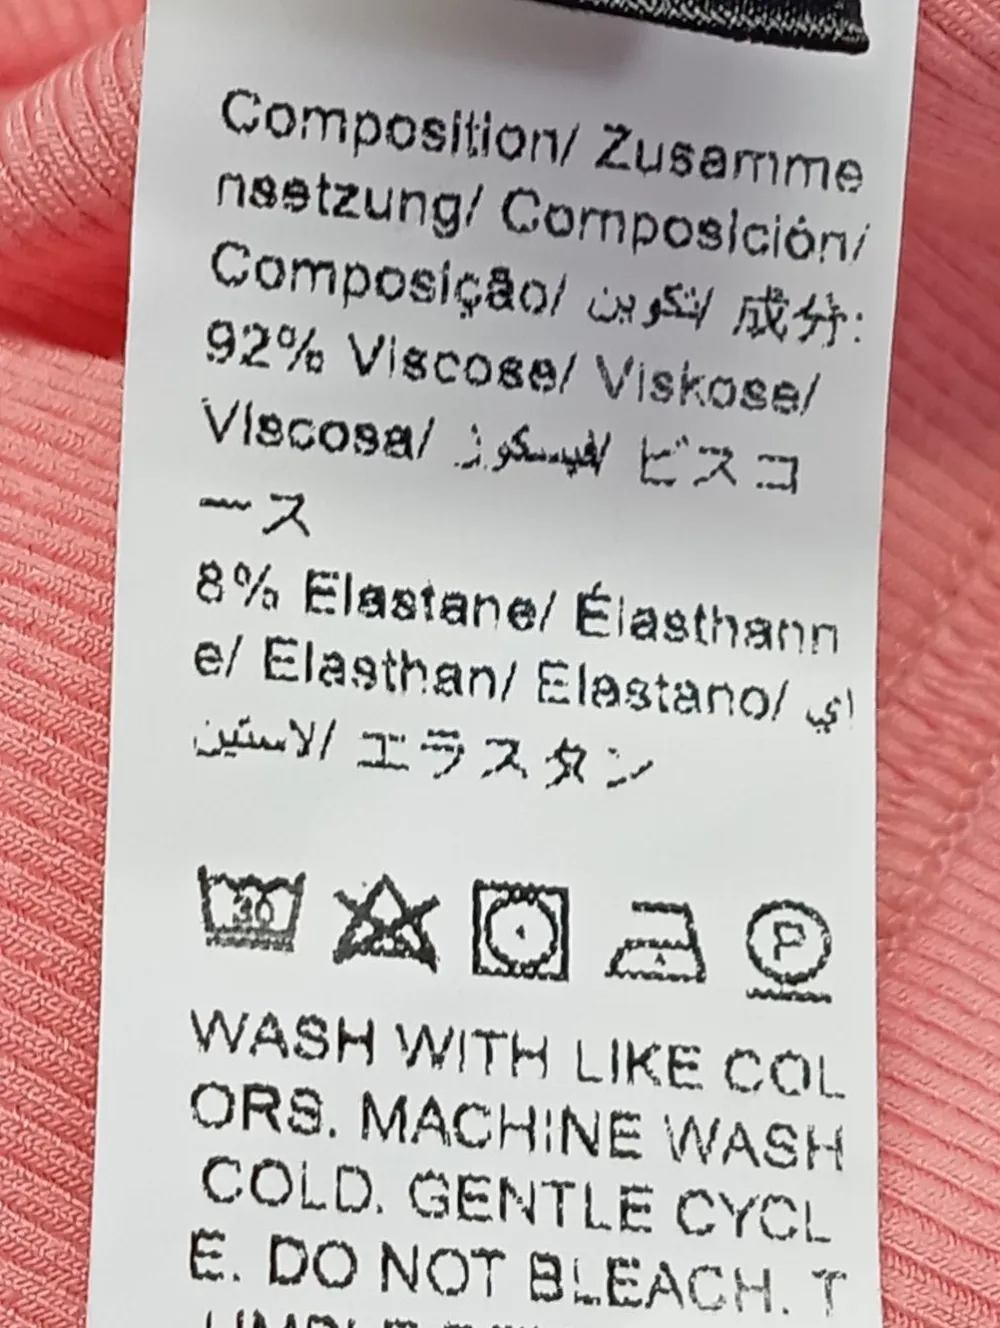 Composition/ Zusamme
nsetzung/ Composición/
Composição/ التكوين/ 成分:
92% Viscose/ Viskose/
Viscosa/ الفيسكوز/ ビスコ
ース
8% Elastane/ Élasthann
e/ Elasthan/ Elastano/ اي
لاستين/ エラスタン
30
P
WASH WITH LIKE COL
ORS. MACHINE WASH
COLD. GENTLE CYCL
E. DO NOT BLEACH. T